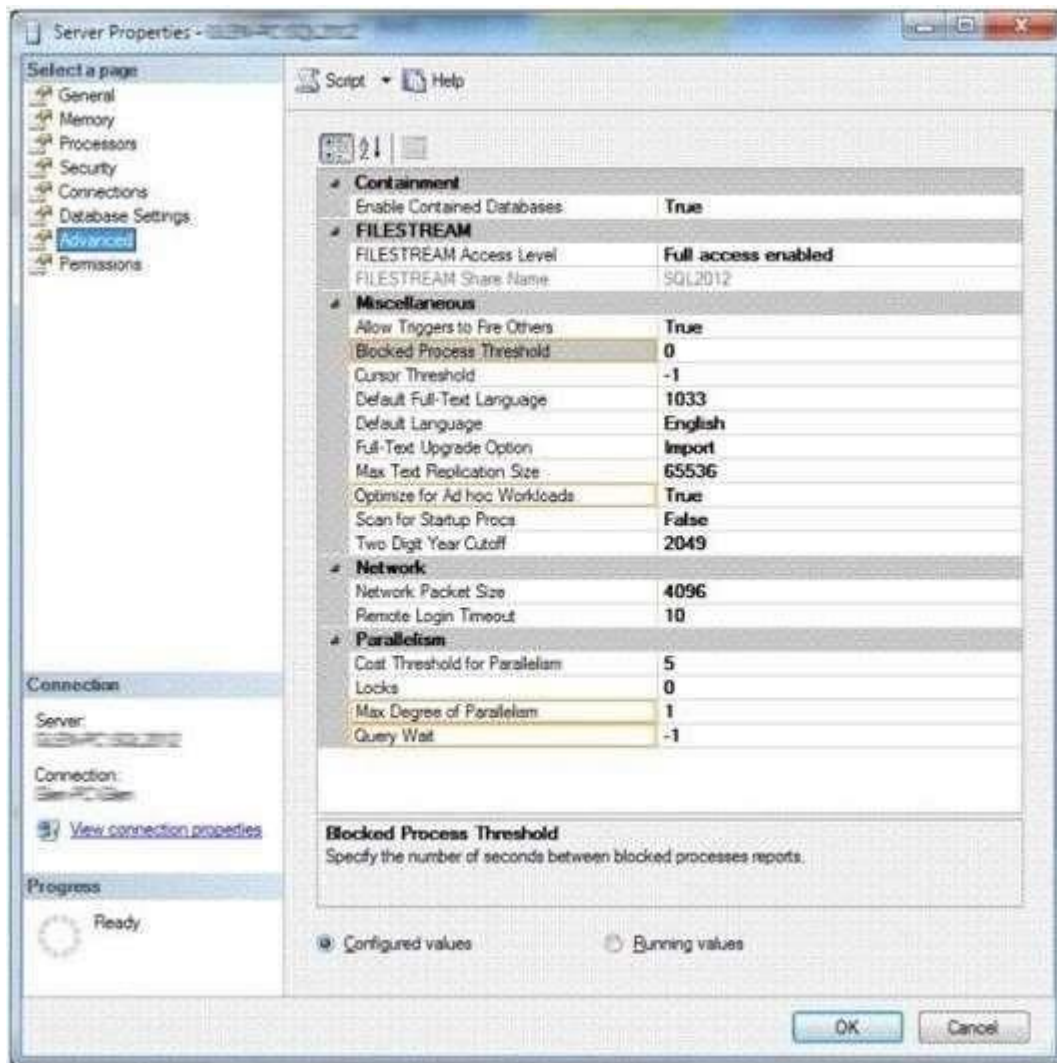 Server Properties -
Select a page
General
Memory
Processors
Security
Connections
Database Settings
Advanced
Permissions
Script Help
Containment
Enable Contained Databases True
FILESTREAM
FILESTREAM Access Level Full access enabled
FILESTREAM Share Name SQL2012
Miscellaneous
Allow Triggers to Fire Others True
Blocked Process Threshold 0
Cursor Threshold -1
Default Full-Text Language 1033
Default Language English
Full-Text Upgrade Option Import
Max Text Replication Size 65536
Optimize for Ad hoc Workloads True
Scan for Startup Procs False
Two Digit Year Cutoff 2049
Network
Network Packet Size 4096
Remote Login Timeout 10
Parallelism
Cost Threshold for Parallelism 5
Locks 0
Max Degree of Parallelism 1
Query Wait -1
Blocked Process Threshold
Specify the number of seconds between blocked processes reports.
Configured values Running values
Connection
Server:
Connection:
View connection properties
Progress
Ready
OK Cancel